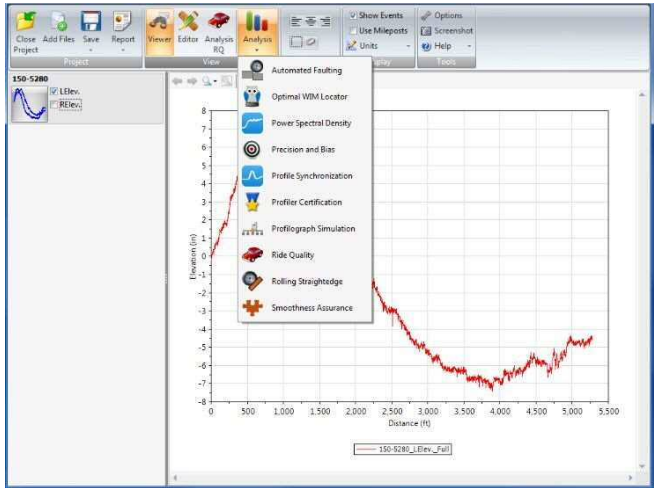 Close
Project
Add Files
Save
Report
Viewer
Editor
Analysis
RQ
Analysis
Show Events
Use Mileposts
Units
Options
Screenshot
Help
Project
View
Tools
150-5280
LElev.
RElev.
Automated Faulting
Optimal WIM Locator
Power Spectral Density
Precision and Bias
Profile Synchronization
Profiler Certification
Profilograph Simulation
Ride Quality
Rolling Straightedge
Smoothness Assurance
Elevation (in)
8
7
6
5
4
3
2
1
0
-1
-2
-3
-4
-5
-6
-7
-8
0 500 1,000 1,500 2,000 2,500 3,000 3,500 4,000 4,500 5,000 5,500
Distance (ft)
150-5280_LElev._Full